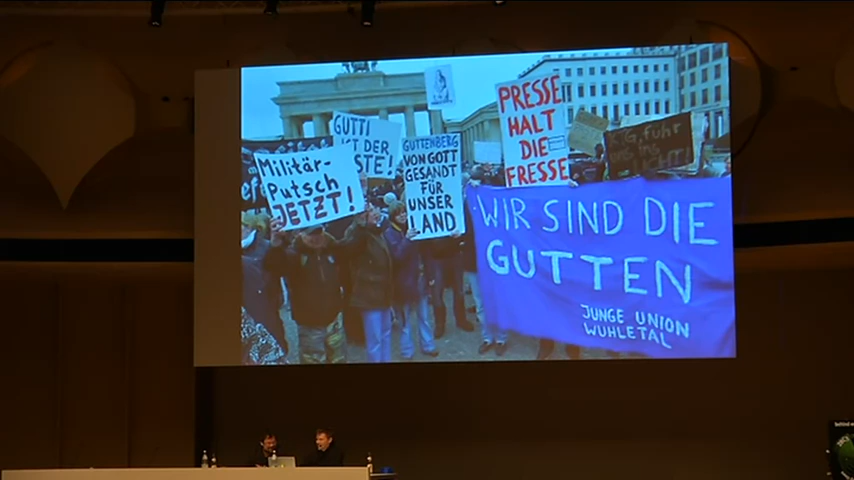 GUTTI
IST DER
BESTE!
Militär-
Putsch
JETZT!
GUTTENBERG
VON GOTT
GESANDT
FÜR
UNSER
LAND
PRESSE
HALT
DIE
FRESSE
WIR SIND DIE
GUTTEN
JUNGE UNION
WUHLETAL